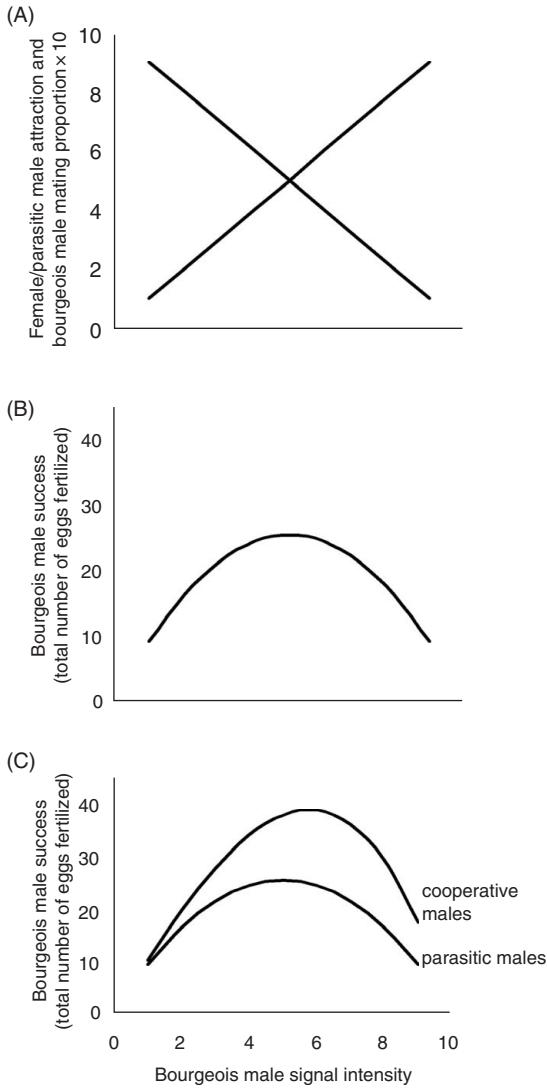 (A)
Female/parasitic male attraction and
bourgeois male mating proportion × 10
10
8
6
4
2
0
(B)
Bourgeois male success
(total number of eggs fertilized)
40
30
20
10
0
(C)
Bourgeois male success
(total number of eggs fertilized)
40
30
20
10
0
cooperative
males
parasitic males
0 2 4 6 8 10
Bourgeois male signal intensity